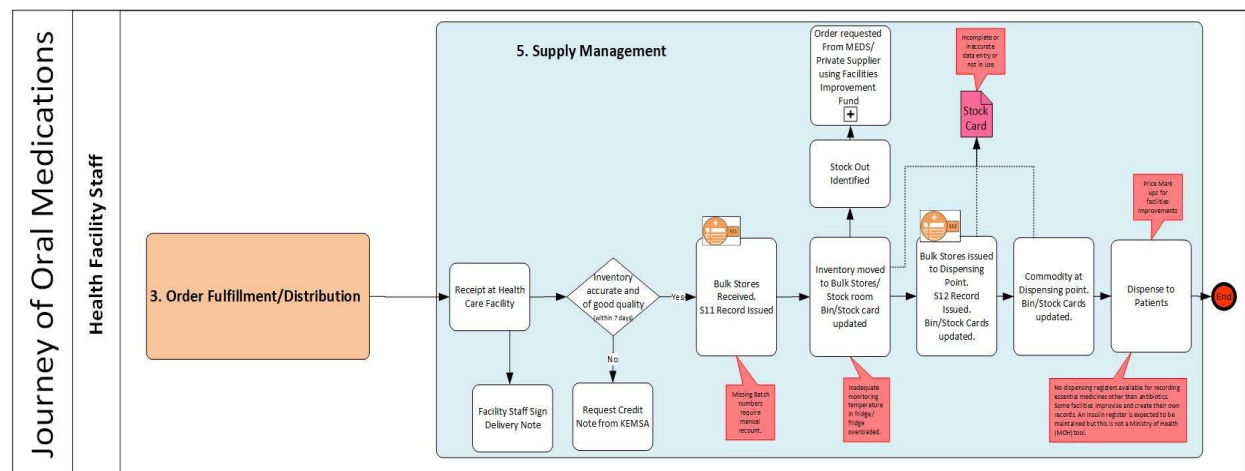 Journey of Oral Medications
Health Facility Staff
5. Supply Management
3. Order Fulfillment/Distribution
Receipt at Health
Care Facility
Facility Staff Sign
Delivery Note
Inventory
accurate and
of good quality
(within 7 days)
Yes
No
Request Credit
Note from KEMSA
S11
Bulk Stores
Received.
S11 Record Issued
Missing Batch
numbers
require
manual
recount.
Order requested
From MEDS/
Private Supplier
using Facilities
Improvement
Fund
Stock Out
Identified
Inventory moved
to Bulk Stores/
Stock room
Bin/Stock card
updated
Inadequate
monitoring
temperature
in fridge/
fridge
overloaded.
Incomplete or
inaccurate
data entry or
not in use
Stock
Card
S12
Bulk Stores issued
to Dispensing
Point.
S12 Record
Issued.
Bin/Stock Cards
updated.
Commodity at
Dispensing point.
Bin/Stock Cards
updated.
Price Mark
ups for
facilities
improvements
Dispense to
Patients
No dispensing registers available for recording
essential medicines other than antibiotics.
Some facilities improvise and create their own
records. An insulin register is expected to be
maintained but this is not a Ministry of Health
(MOH) tool.
End